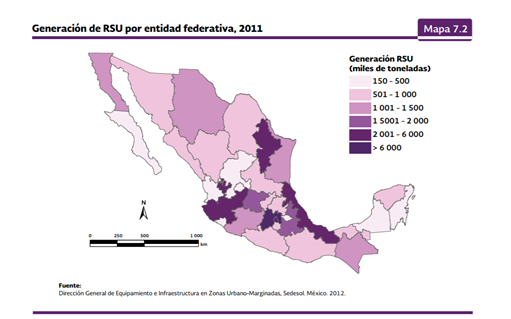 Generación de RSU por entidad federativa, 2011
Mapa 7.2
Generación RSU
(miles de toneladas)
150 - 500
501 - 1 000
1 001 - 1 500
1 5001 - 2 000
2 001 - 6 000
> 6 000
N
0 250 500 1 000
km
Fuente:
Dirección General de Equipamiento e Infraestructura en Zonas Urbano-Marginadas, Sedesol. México. 2012.